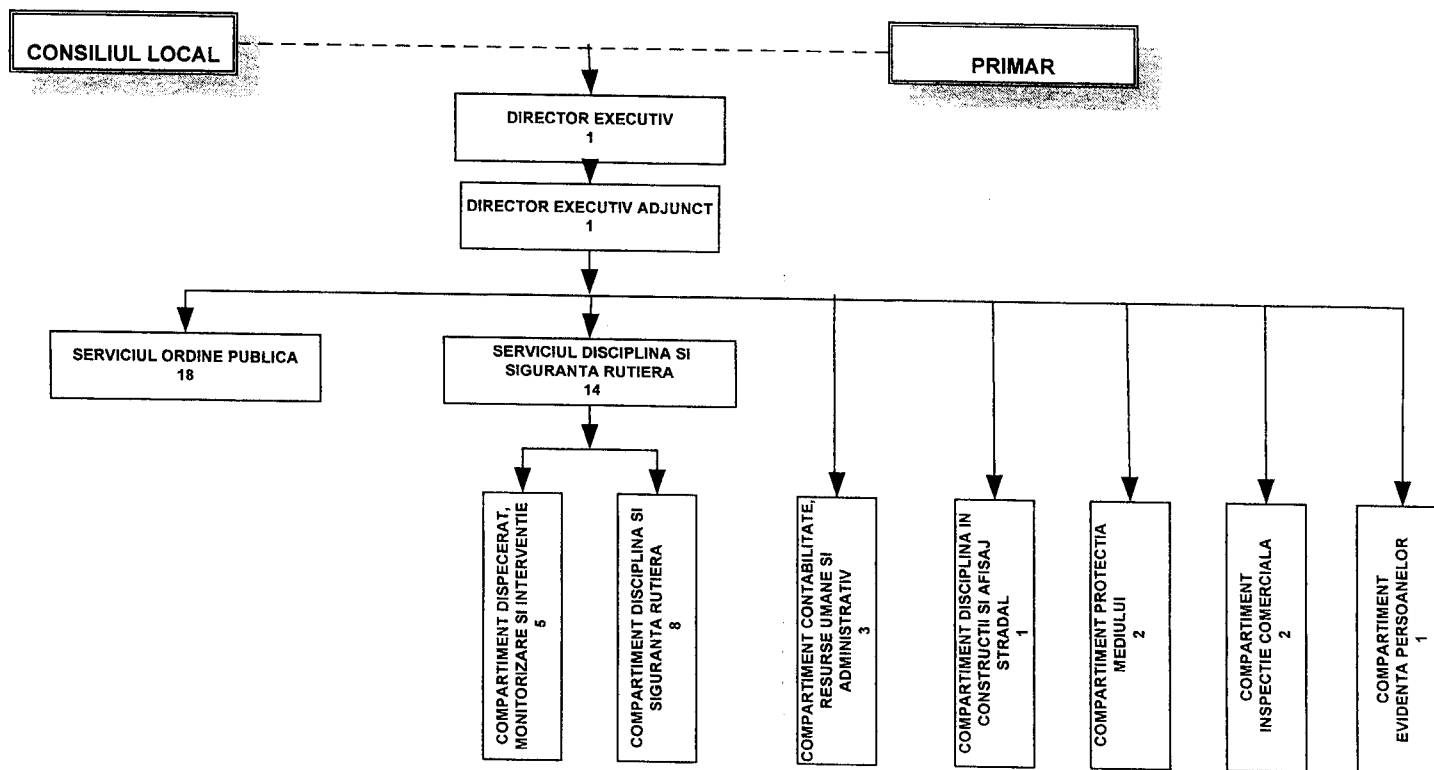 CONSILIUL LOCAL
PRIMAR
DIRECTOR EXECUTIV
1
DIRECTOR EXECUTIV ADJUNCT
1
SERVICIUL ORDINE PUBLICA
18
SERVICIUL DISCIPLINA SI
SIGURANTA RUTIERA
14
COMPARTIMENT DISPECERAT,
MONITORIZARE SI INTERVENTIE
5
COMPARTIMENT DISCIPLINA SI
SIGURANTA RUTIERA
8
COMPARTIMENT CONTABILITATE,
RESURSE UMANE SI
ADMINISTRATIV
3
COMPARTIMENT DISCIPLINA IN
CONSTRUCTII SI AFISAJ
STRADAL
1
COMPARTIMENT PROTECTIA
MEDIULUI
2
COMPARTIMENT
INSPECTIE COMERCIALA
2
COMPARTIMENT
EVIDENTA PERSOANELOR
1